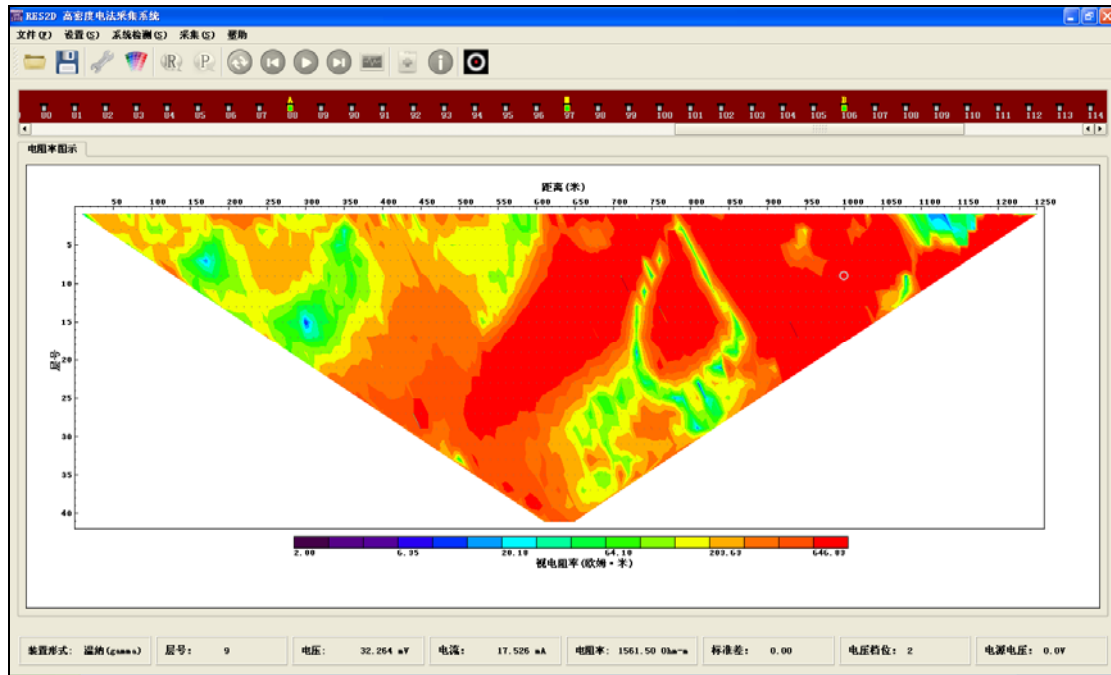 RES2D 高密度电法采集系统
文件(F) 设置(S) 系统检测(S) 采集(S) 帮助
A M B
80 81 82 83 84 85 86 87 88 89 90 91 92 93 94 95 96 97 98 99 100 101 102 103 104 105 106 107 108 109 110 111 112 113 114
电阻率图示
距离(米)
50 100 150 200 250 300 350 400 450 500 550 600 650 700 750 800 850 900 950 1000 1050 1100 1150 1200 1250
5
10
15
层号
20
25
30
35
40
2.00 6.35 20.18 64.10 203.63 646.89
视电阻率(欧姆·米)
装置形式: 温纳(gamma) 层号: 9 电压: 32.264 mV 电流: 17.526 mA 电阻率: 1561.50 Ohm-m 标准差: 0.00 电压档位: 2 电源电压: 0.0V